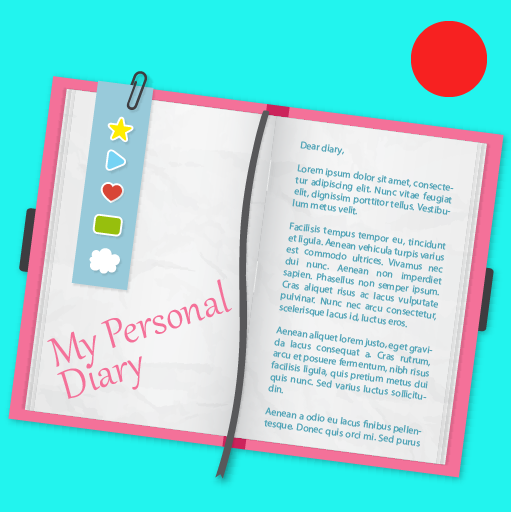 My Personal
Diary
Dear diary,
Lorem ipsum dolor sit amet, consecte-
tur adipiscing elit. Nunc vitae feugiat
elit, dignissim porttitor tellus. Vestibu-
lum metus velit.
Facilisis tempus tempor eu, tincidunt
et ligula. Aenean vehicula turpis varius
est commodo ultrices. Vivamus nec
dui nunc. Aenean non imperdiet
sapien. Phasellus non semper ipsum.
Cras aliquet risus ac lacus vulputate
pulvinar. Nunc nec arcu consectetur,
scelerisque lacus id, luctus eros.
Aenean aliquet lorem justo, eget gravi-
da lacus consequat a. Cras rutrum,
arcu et posuere fermentum, nibh risus
facilisis ligula, quis pretium metus dui
quis nunc. Sed varius luctus sollicitu-
din.
Aenean a odio eu lacus finibus pellen-
tesque. Donec quis orci mi. Sed purus